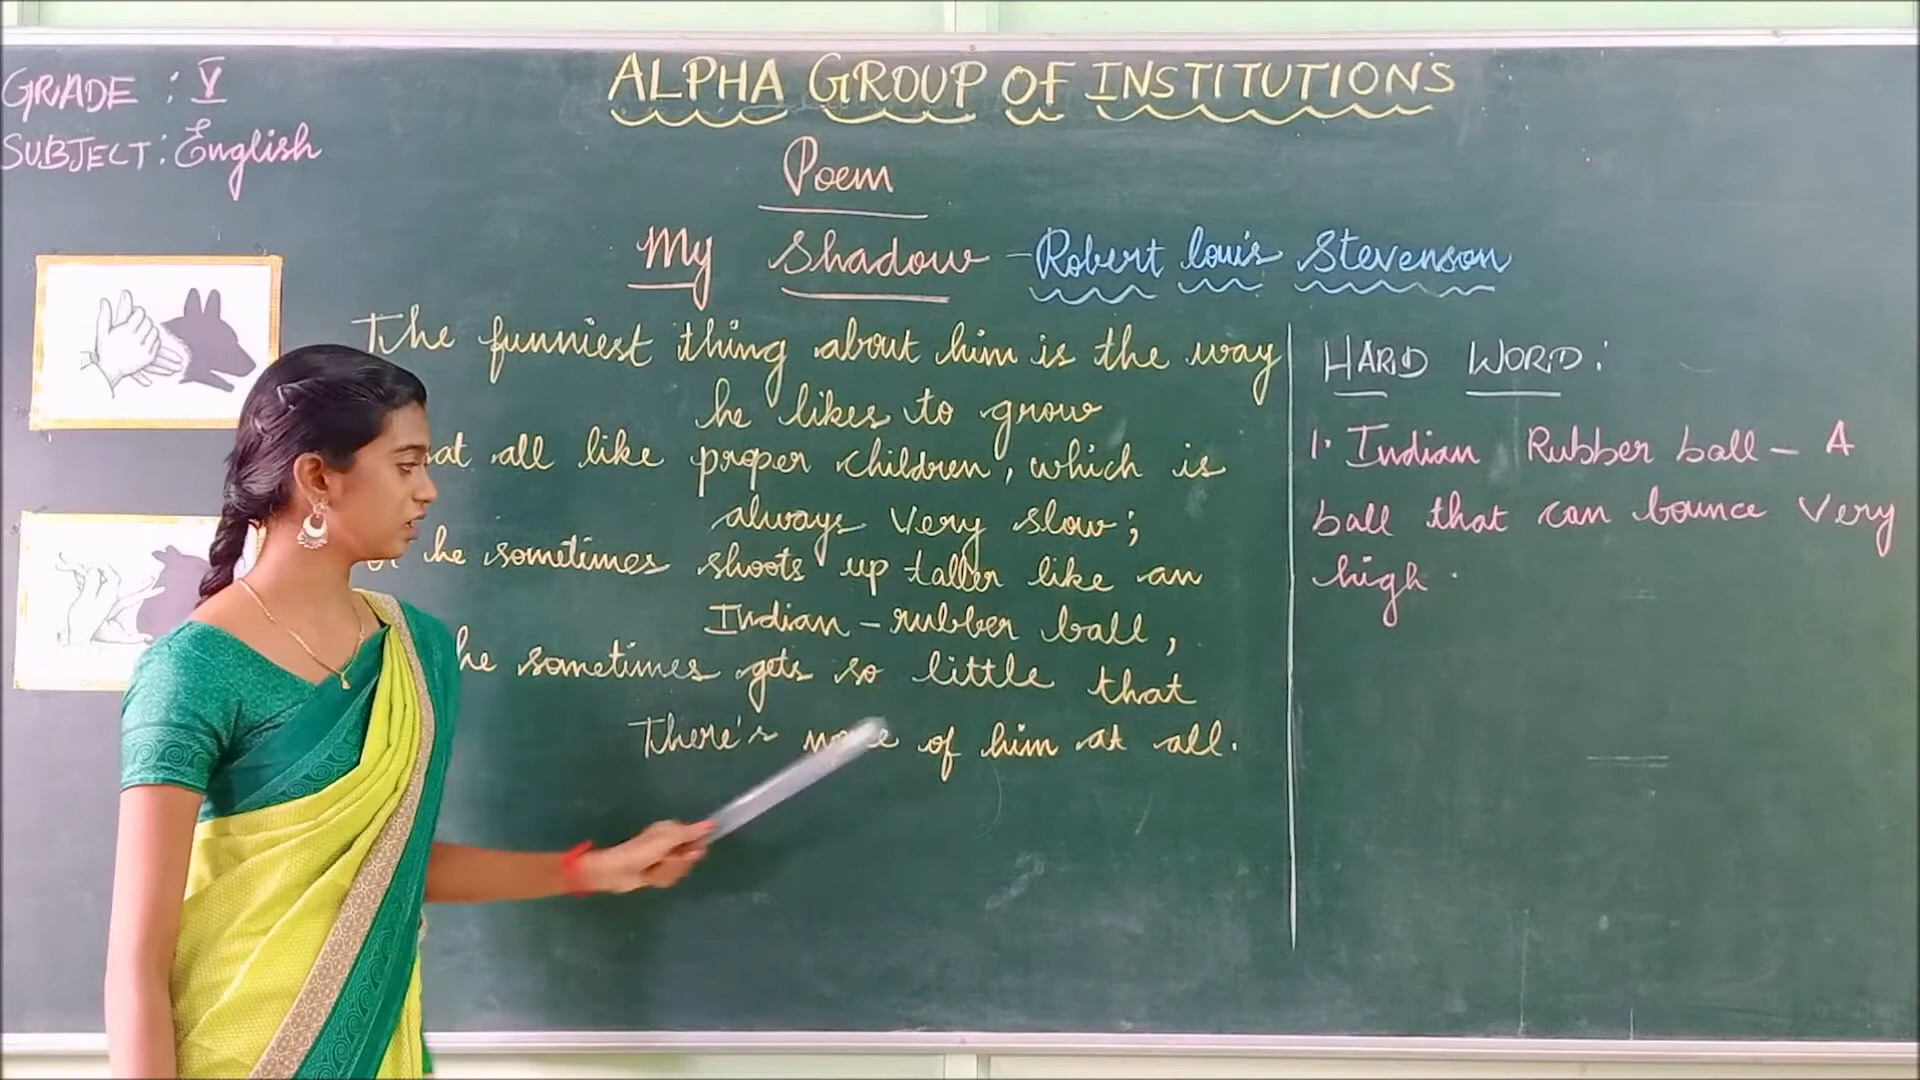 GRADE : V
SUBJECT : English
ALPHA GROUP OF INSTITUTIONS
Poem
My Shadow - Robert louis Stevenson
The funniest thing about him is the way
he likes to grow
all like proper children, which is
always very slow;
he sometimes shoots up taller like an
Indian - rubber ball,
he sometimes gets so little that
There's none of him at all.
HARD WORD :
1. Indian Rubber ball - A
ball that can bounce very
high.